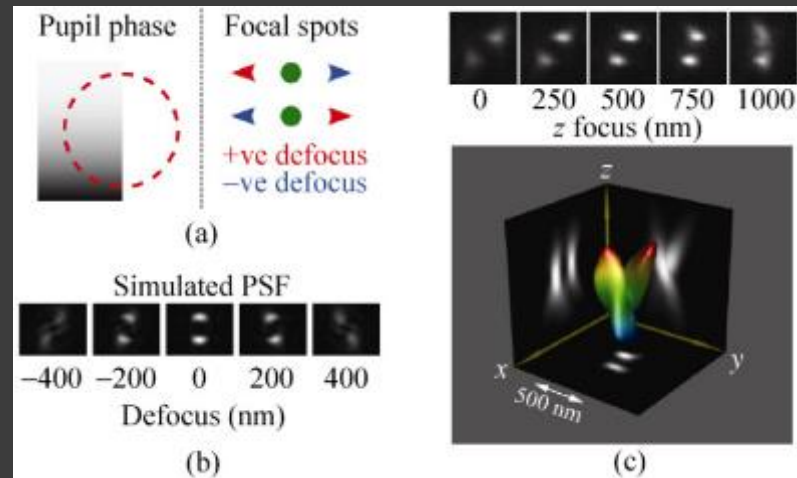 Pupil phase
Focal spots
+ve defocus
−ve defocus
(a)
Simulated PSF
−400 −200 0 200 400
Defocus (nm)
(b)
0 250 500 750 1000
z focus (nm)
z
x
y
500 nm
(c)